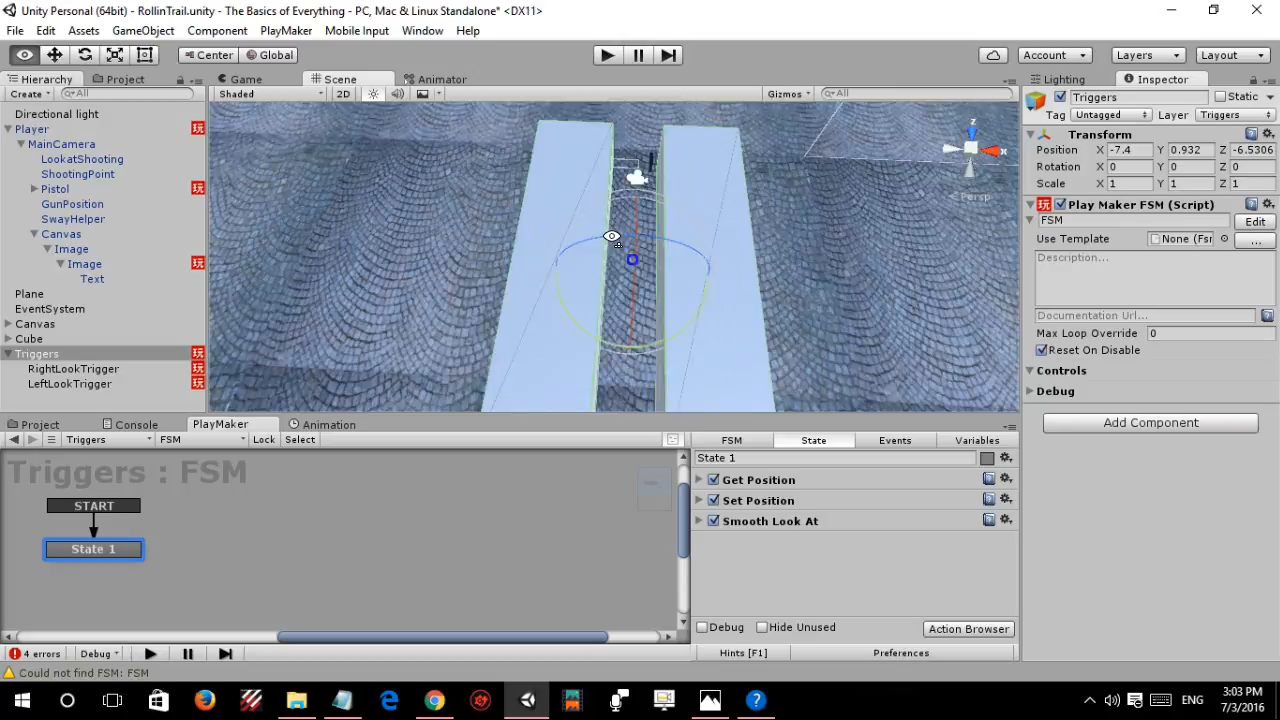 Unity Personal (64bit) - RollinTrail.unity - The Basics of Everything - PC, Mac & Linux Standalone* <DX11>
File Edit Assets GameObject Component PlayMaker Mobile Input Window Help
Center Global Account Layers Layout
Hierarchy Project Game Scene Animator Lighting Inspector
Create All Shaded 2D Gizmos All Triggers Static
Tag Untagged Layer Triggers
Directional light
Player
MainCamera
LookatShooting
ShootingPoint
Pistol
GunPosition
SwayHelper
Canvas
Image
Image
Text
Plane
EventSystem
Canvas
Cube
Triggers
RightLookTrigger
LeftLookTrigger
z
x
Persp
Transform
Position X -7.4 Y 0.932 Z -6.5306
Rotation X 0 Y 0 Z 0
Scale X 1 Y 1 Z 1
Play Maker FSM (Script)
FSM Edit
Use Template None (Fsr ...
Description...
Documentation Url...
Max Loop Override 0
Reset On Disable
Controls
Debug
Add Component
Project Console PlayMaker Animation
Triggers FSM Lock Select
Triggers : FSM
START
State 1
FSM State Events Variables
State 1
Get Position
Set Position
Smooth Look At
Debug Hide Unused Action Browser
4 errors Debug Hints [F1] Preferences
Could not find FSM: FSM
ENG
3:03 PM
7/3/2016